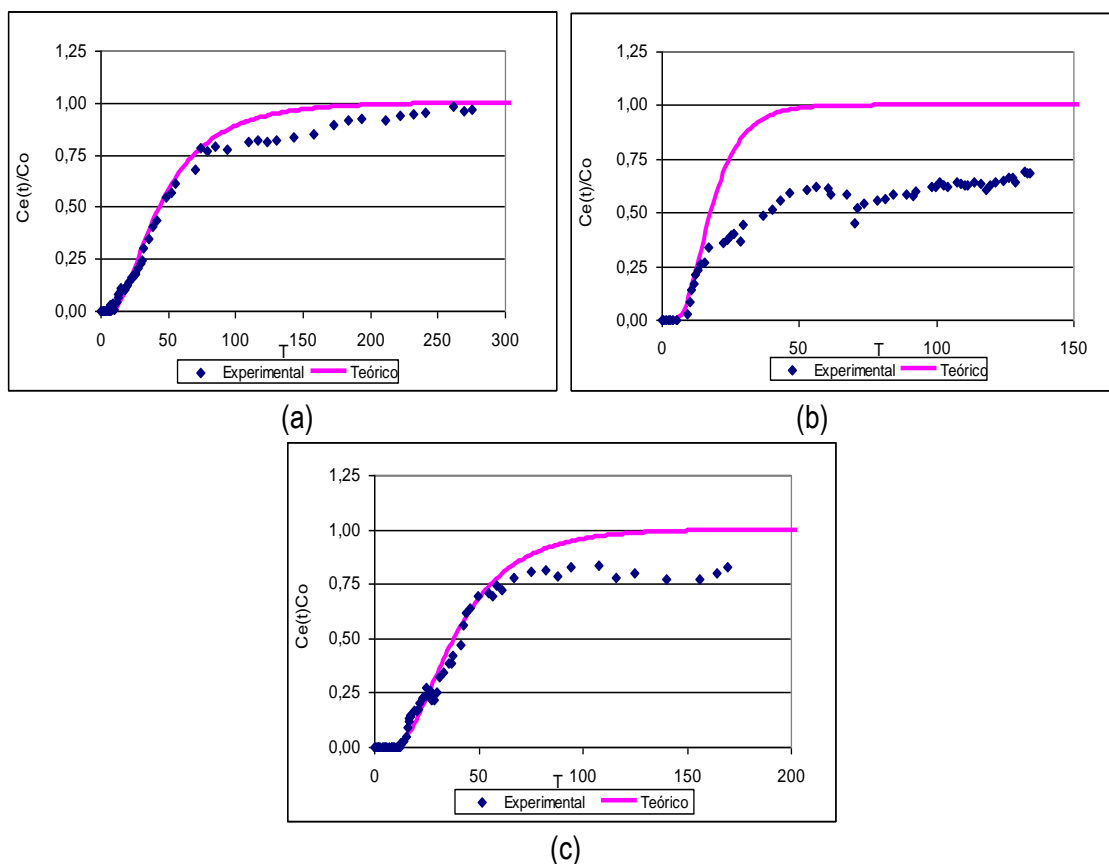 1,25
1,00
0,75
0,50
0,25
0,00
Ce(t)/Co
0 50 100 150 200 250 300
T
Experimental Teórico
(a)
1,25
1,00
0,75
0,50
0,25
0,00
Ce(t)/Co
0 50 100 150
T
Experimental Teórico
(b)
1,25
1,00
0,75
0,50
0,25
0,00
Ce(t)Co
0 50 100 150 200
T
Experimental Teórico
(c)